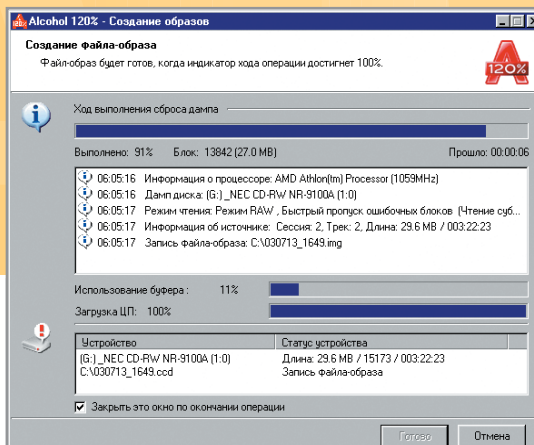 Alcohol 120% - Создание образов
Создание файла-образа
Файл-образ будет готов, когда индикатор хода операции достигнет 100%.
120%
Ход выполнения сброса дампа
Выполнено: 91% Блок: 13842 (27.0 MB) Прошло: 00:00:06
06:05:16 Информация о процессоре: AMD Athlon(tm) Processor (1059MHz)
06:05:16 Дамп диска: (G:) _NEC CD-RW NR-9100A (1:0)
06:05:17 Режим чтения: Режим RAW , Быстрый пропуск ошибочных блоков (Чтение суб...
06:05:17 Информация об источнике: Сессия: 2, Трек: 2, Длина: 29.6 MB / 003:22:23
06:05:17 Запись файла-образа: C:\030713_1649.img
Использование буфера : 11%
Загрузка ЦП: 100%
Устройство Статус устройства
(G:) _NEC CD-RW NR-9100A (1:0) Длина: 29.6 MB / 15173 / 003:22:23
C:\030713_1649.ccd Запись файла-образа
Закрыть это окно по окончании операции
Готово Отмена